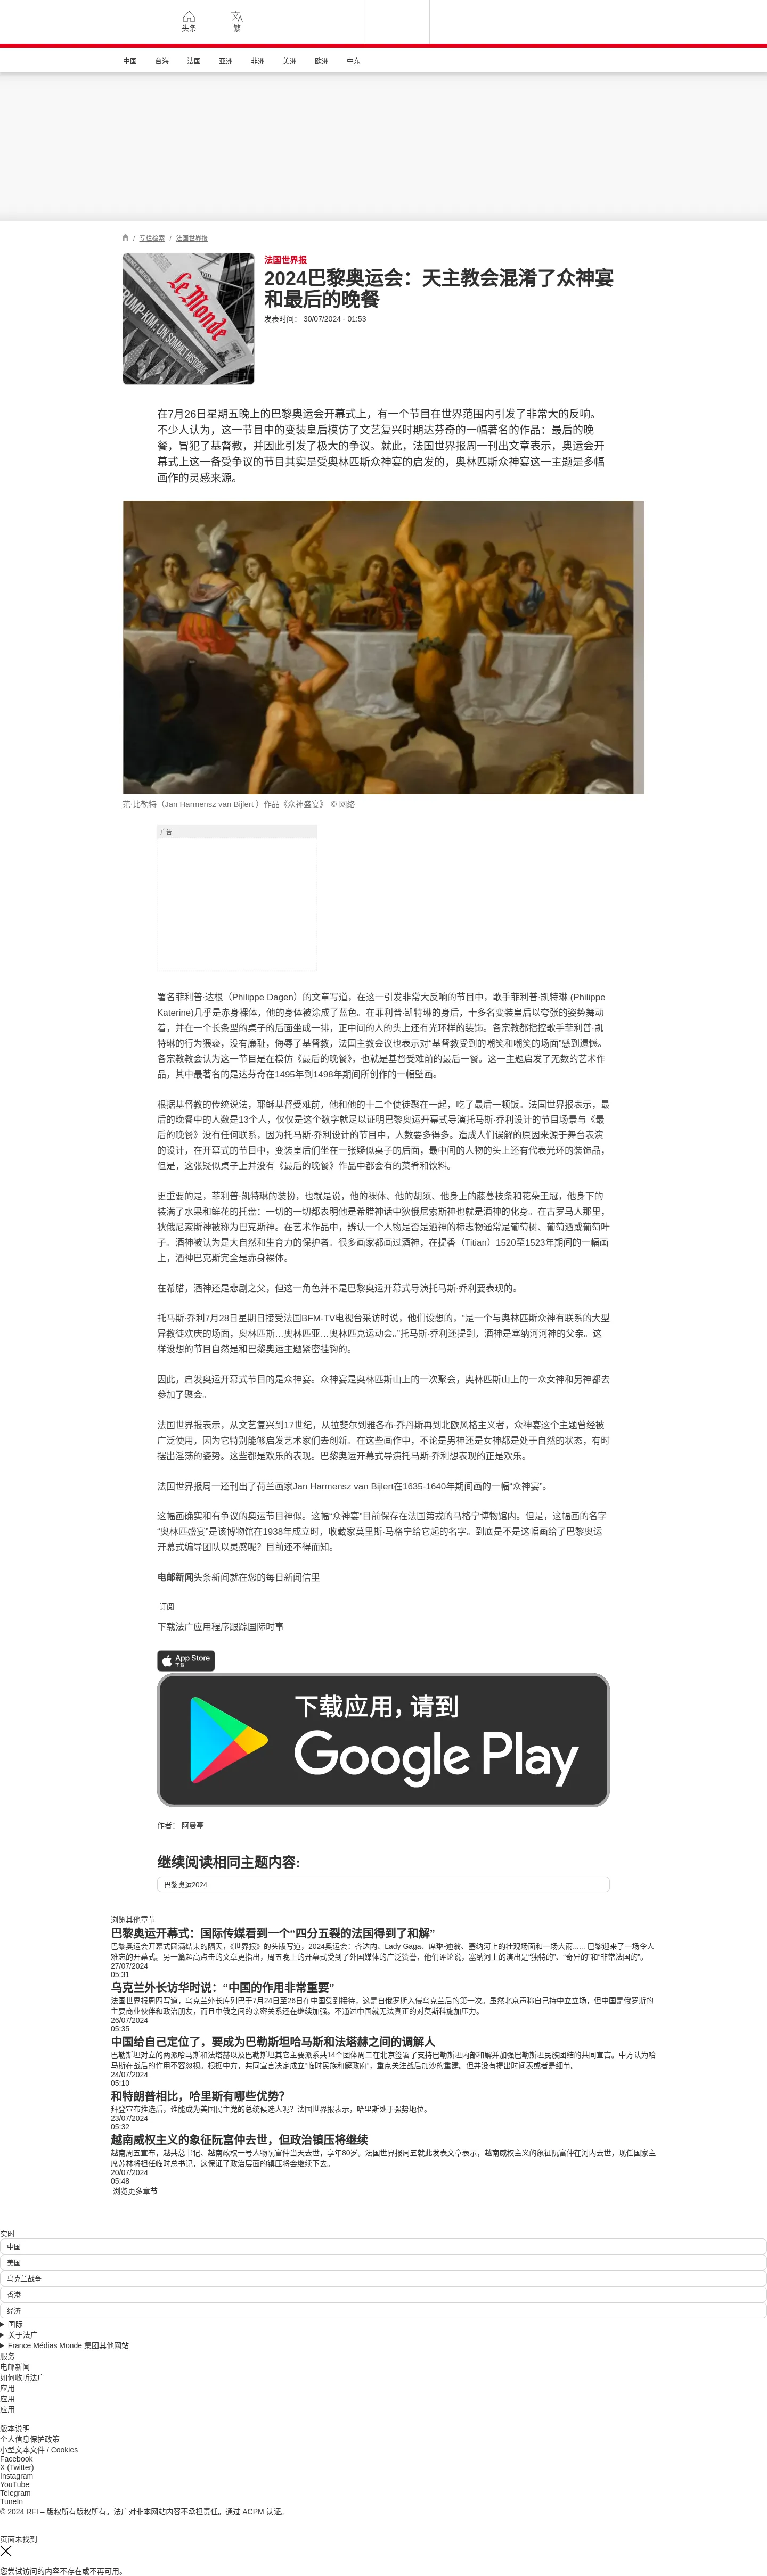 头条
繁
中国 台海 法国 亚洲 非洲 美洲 欧洲 中东
/ 专栏检索 / 法国世界报
法国世界报
2024巴黎奥运会：天主教会混淆了众神宴
和最后的晚餐
发表时间： 30/07/2024 - 01:53
Le Monde
TRUMP-KIM : UN SOMMET HISTORIQUE
在7月26日星期五晚上的巴黎奥运会开幕式上，有一个节目在世界范围内引发了非常大的反响。
不少人认为，这一节目中的变装皇后模仿了文艺复兴时期达芬奇的一幅著名的作品：最后的晚
餐，冒犯了基督教，并因此引发了极大的争议。就此，法国世界报周一刊出文章表示，奥运会开
幕式上这一备受争议的节目其实是受奥林匹斯众神宴的启发的，奥林匹斯众神宴这一主题是多幅
画作的灵感来源。
范·比勒特（Jan Harmensz van Bijlert ）作品《众神盛宴》 © 网络
广告
署名菲利普·达根（Philippe Dagen）的文章写道，在这一引发非常大反响的节目中，歌手菲利普·凯特琳 (Philippe
Katerine)几乎是赤身裸体，他的身体被涂成了蓝色。在菲利普·凯特琳的身后，十多名变装皇后以夸张的姿势舞动
着，并在一个长条型的桌子的后面坐成一排，正中间的人的头上还有光环样的装饰。各宗教都指控歌手菲利普·凯
特琳的行为猥亵，没有廉耻，侮辱了基督教，法国主教会议也表示对“基督教受到的嘲笑和嘲笑的场面”感到遗憾。
各宗教教会认为这一节目是在模仿《最后的晚餐》，也就是基督受难前的最后一餐。这一主题启发了无数的艺术作
品，其中最著名的是达芬奇在1495年到1498年期间所创作的一幅壁画。
根据基督教的传统说法，耶稣基督受难前，他和他的十二个使徒聚在一起，吃了最后一顿饭。法国世界报表示，最
后的晚餐中的人数是13个人，仅仅是这个数字就足以证明巴黎奥运开幕式导演托马斯·乔利设计的节目场景与《最
后的晚餐》没有任何联系，因为托马斯·乔利设计的节目中，人数要多得多。造成人们误解的原因来源于舞台表演
的设计，在开幕式的节目中，变装皇后们坐在一张疑似桌子的后面，最中间的人物的头上还有代表光环的装饰品，
但是，这张疑似桌子上并没有《最后的晚餐》作品中都会有的菜肴和饮料。
更重要的是，菲利普·凯特琳的装扮，也就是说，他的裸体、他的胡须、他身上的藤蔓枝条和花朵王冠，他身下的
装满了水果和鲜花的托盘：一切的一切都表明他是希腊神话中狄俄尼索斯神也就是酒神的化身。在古罗马人那里，
狄俄尼索斯神被称为巴克斯神。在艺术作品中，辨认一个人物是否是酒神的标志物通常是葡萄树、葡萄酒或葡萄叶
子。酒神被认为是大自然和生育力的保护者。很多画家都画过酒神，在提香（Titian）1520至1523年期间的一幅画
上，酒神巴克斯完全是赤身裸体。
在希腊，酒神还是悲剧之父，但这一角色并不是巴黎奥运开幕式导演托马斯·乔利要表现的。
托马斯·乔利7月28日星期日接受法国BFM-TV电视台采访时说，他们设想的，“是一个与奥林匹斯众神有联系的大型
异教徒欢庆的场面，奥林匹斯…奥林匹亚…奥林匹克运动会。”托马斯·乔利还提到，酒神是塞纳河河神的父亲。这
样设想的节目自然是和巴黎奥运主题紧密挂钩的。
因此，启发奥运开幕式节目的是众神宴。众神宴是奥林匹斯山上的一次聚会，奥林匹斯山上的一众女神和男神都去
参加了聚会。
法国世界报表示，从文艺复兴到17世纪，从拉斐尔到雅各布·乔丹斯再到北欧风格主义者，众神宴这个主题曾经被
广泛使用，因为它特别能够启发艺术家们去创新。在这些画作中，不论是男神还是女神都是处于自然的状态，有时
摆出淫荡的姿势。这些都是欢乐的表现。巴黎奥运开幕式导演托马斯·乔利想表现的正是欢乐。
法国世界报周一还刊出了荷兰画家Jan Harmensz van Bijlert在1635-1640年期间画的一幅“众神宴”。
这幅画确实和有争议的奥运节目神似。这幅“众神宴”目前保存在法国第戎的马格宁博物馆内。但是，这幅画的名字
“奥林匹盛宴”是该博物馆在1938年成立时，收藏家莫里斯·马格宁给它起的名字。到底是不是这幅画给了巴黎奥运
开幕式编导团队以灵感呢？目前还不得而知。
电邮新闻头条新闻就在您的每日新闻信里
订阅
下载法广应用程序跟踪国际时事
App Store
下载
下载应用，请到
Google Play
作者： 阿曼亭
继续阅读相同主题内容:
巴黎奥运2024
浏览其他章节
巴黎奥运开幕式：国际传媒看到一个“四分五裂的法国得到了和解”
巴黎奥运会开幕式圆满结束的隔天，《世界报》的头版写道，2024奥运会：齐达内、Lady Gaga、席琳·迪翁、塞纳河上的壮观场面和一场大雨...... 巴黎迎来了一场令人
难忘的开幕式。另一篇超高点击的文章更指出，周五晚上的开幕式受到了外国媒体的广泛赞誉，他们评论说，塞纳河上的演出是“独特的”、“奇异的”和“非常法国的”。
27/07/2024
05:31
乌克兰外长访华时说：“中国的作用非常重要”
法国世界报周四写道，乌克兰外长库列巴于7月24日至26日在中国受到接待，这是自俄罗斯入侵乌克兰后的第一次。虽然北京声称自己持中立立场，但中国是俄罗斯的
主要商业伙伴和政治朋友，而且中俄之间的亲密关系还在继续加强。不通过中国就无法真正的对莫斯科施加压力。
26/07/2024
05:35
中国给自己定位了，要成为巴勒斯坦哈马斯和法塔赫之间的调解人
巴勒斯坦对立的两派哈马斯和法塔赫以及巴勒斯坦其它主要派系共14个团体周二在北京签署了支持巴勒斯坦内部和解并加强巴勒斯坦民族团结的共同宣言。中方认为哈
马斯在战后的作用不容忽视。根据中方，共同宣言决定成立“临时民族和解政府”，重点关注战后加沙的重建。但并没有提出时间表或者是细节。
24/07/2024
05:10
和特朗普相比，哈里斯有哪些优势？
拜登宣布推选后，谁能成为美国民主党的总统候选人呢？法国世界报表示，哈里斯处于强势地位。
23/07/2024
05:32
越南威权主义的象征阮富仲去世，但政治镇压将继续
越南周五宣布，越共总书记、越南政权一号人物阮富仲当天去世，享年80岁。法国世界报周五就此发表文章表示，越南威权主义的象征阮富仲在河内去世，现任国家主
席苏林将担任临时总书记，这保证了政治层面的镇压将会继续下去。
20/07/2024
05:48
浏览更多章节
实时
中国
美国
乌克兰战争
香港
经济
国际
关于法广
France Médias Monde 集团其他网站
服务
电邮新闻
如何收听法广
应用
应用
应用
版本说明
个人信息保护政策
小型文本文件 / Cookies
Facebook
X (Twitter)
Instagram
YouTube
Telegram
TuneIn
© 2024 RFI – 版权所有版权所有。法广对非本网站内容不承担责任。通过 ACPM 认证。
页面未找到
您尝试访问的内容不存在或不再可用。